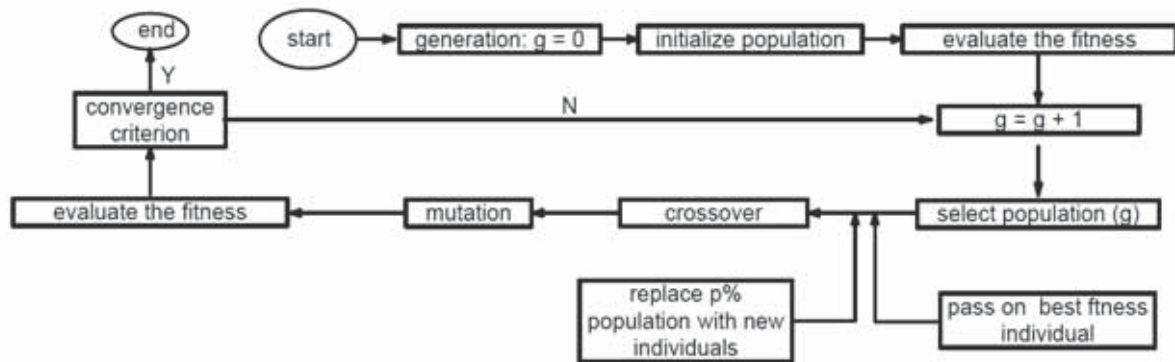 end
start
generation: g = 0
initialize population
evaluate the fitness
Y
convergence
criterion
N
g = g + 1
evaluate the fitness
mutation
crossover
select population (g)
replace p%
population with new
individuals
pass on best ftness
individual